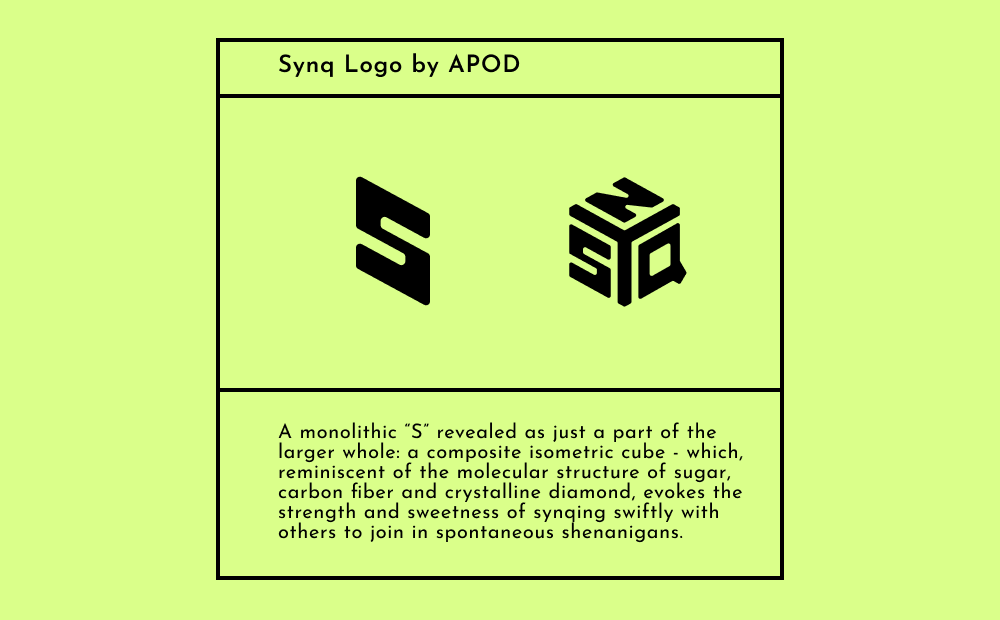 Synq Logo by APOD
S
N
SYQ
A monolithic “S” revealed as just a part of the
larger whole: a composite isometric cube - which,
reminiscent of the molecular structure of sugar,
carbon fiber and crystalline diamond, evokes the
strength and sweetness of synqing swiftly with
others to join in spontaneous shenanigans.